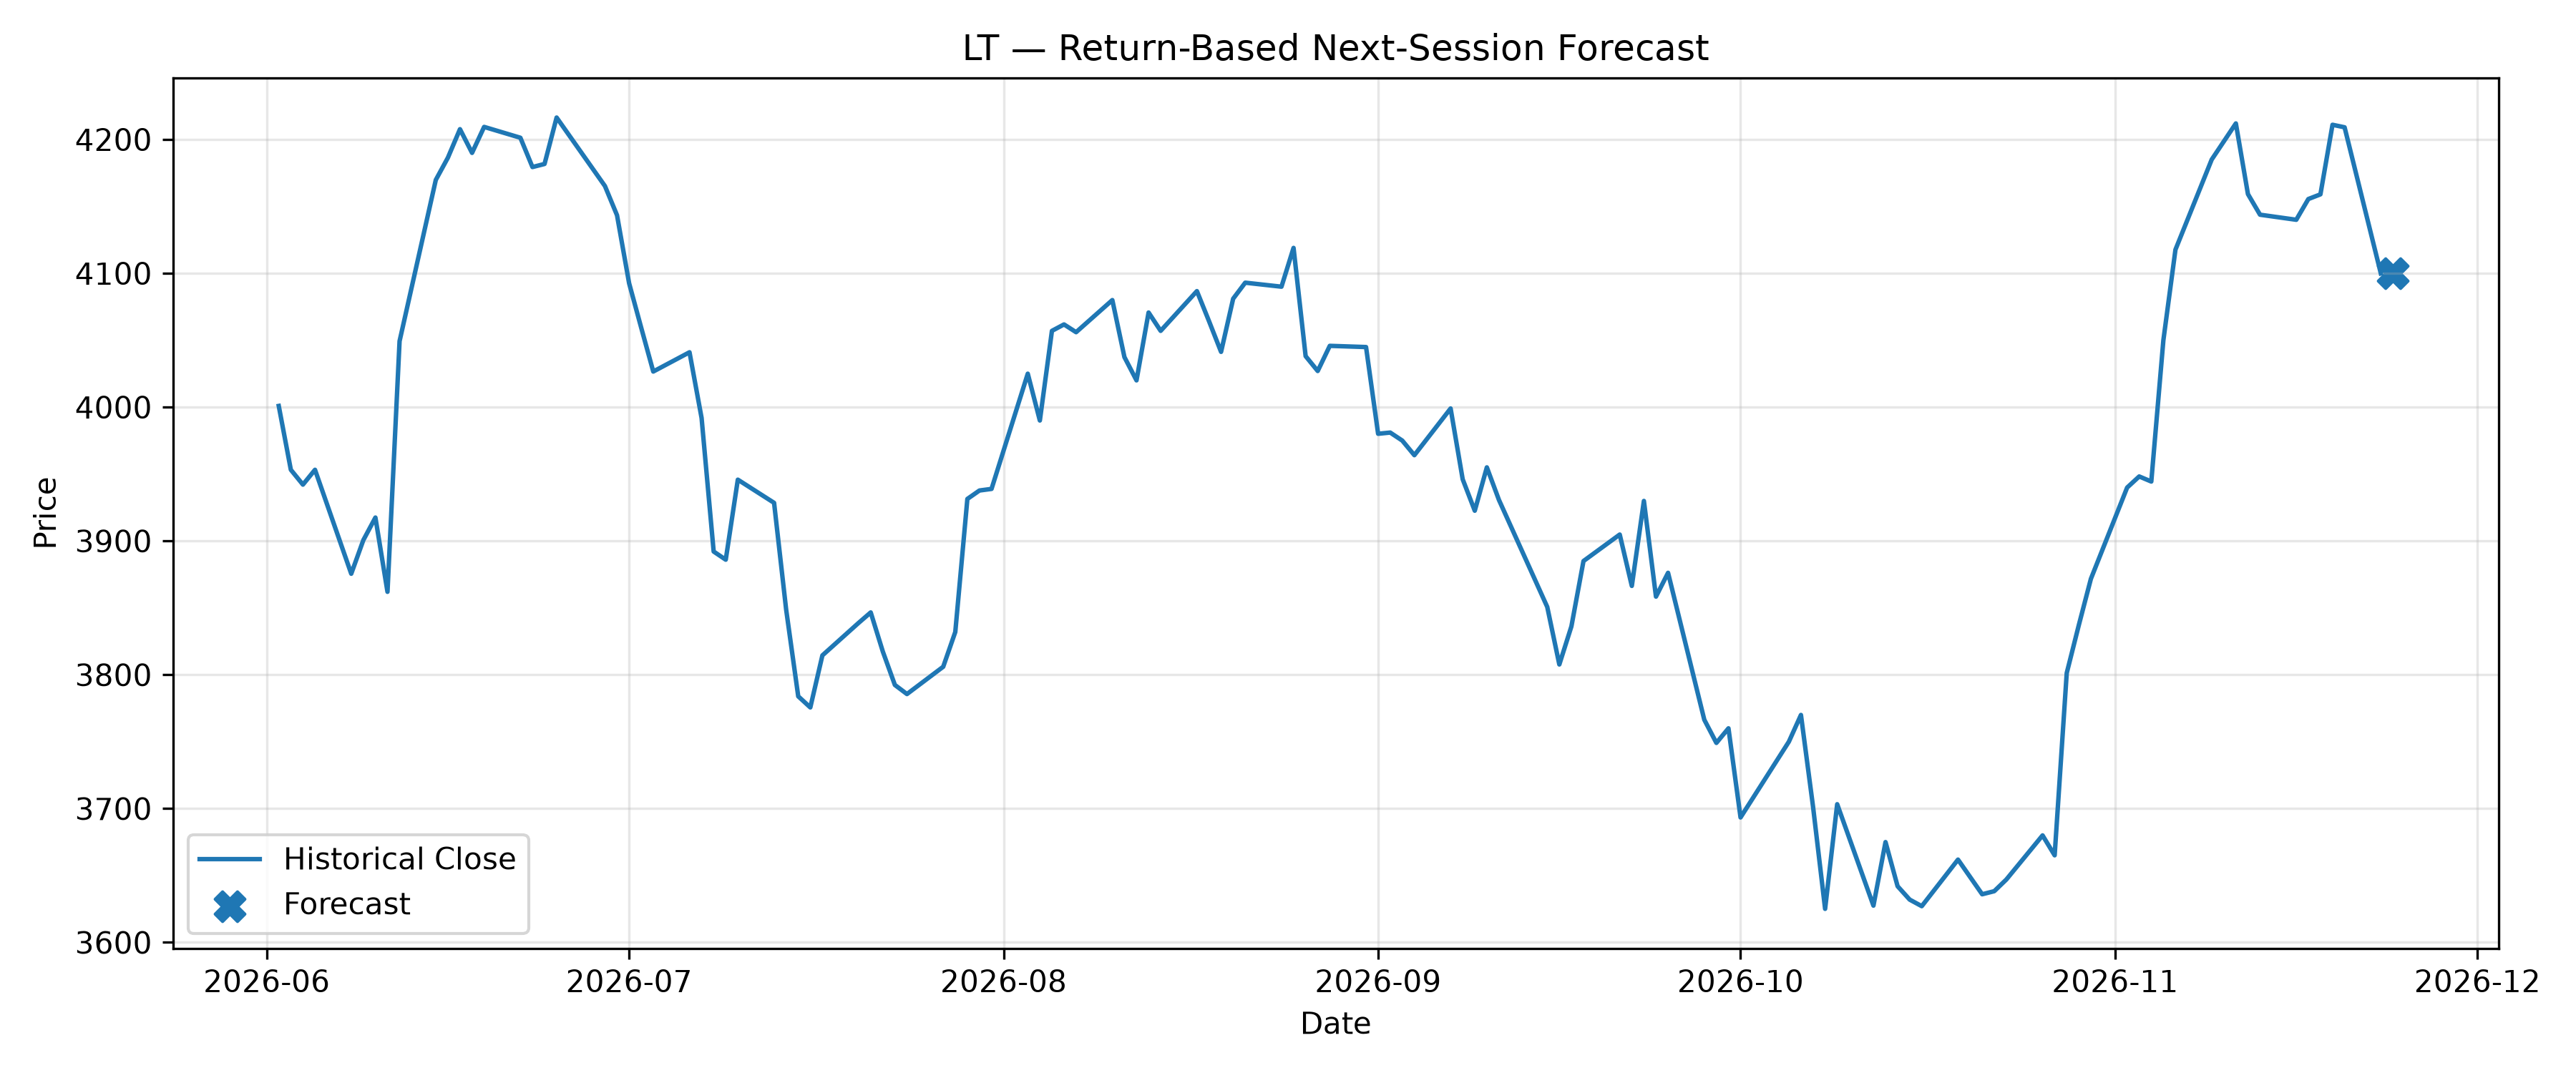 LT — Return-Based Next-Session Forecast
4200
4100
4000
3900
3800
3700
3600
Price
Historical Close
Forecast
2026-06 2026-07 2026-08 2026-09 2026-10 2026-11 2026-12
Date